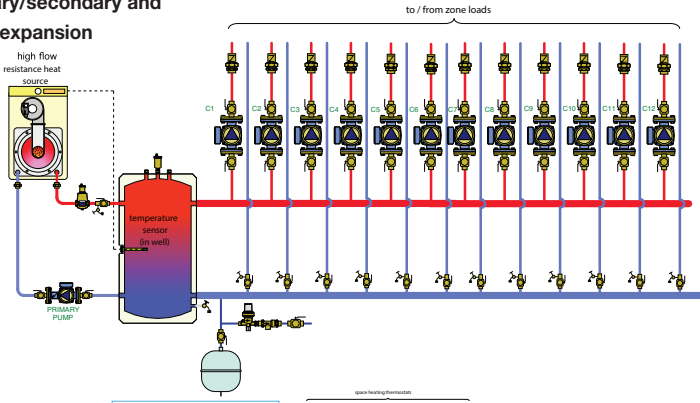 ry/secondary and
expansion
to / from zone loads
high flow
resistance heat
source
C1
C2
C3
C4
C5
C6
C7
C8
C9
C10
C11
C12
temperature
sensor
(in well)
PRIMARY
PUMP
space heating thermostats